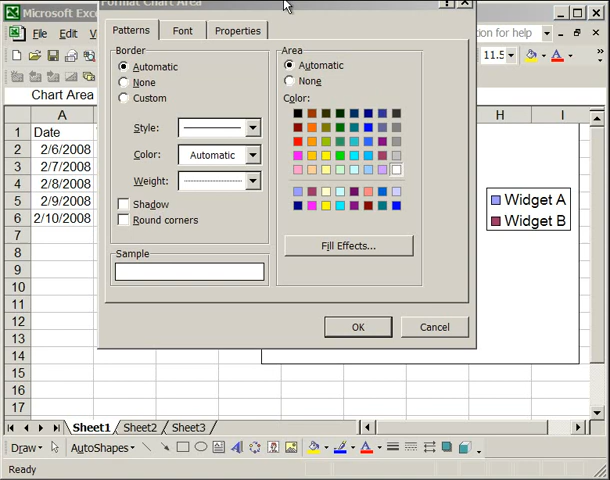 Microsoft Exce
Format Chart Area
File
Edit
tion for help
11.5
Chart Area
Patterns
Font
Properties
Border
Automatic
None
Custom
Style:
Color:
Automatic
Weight:
Shadow
Round corners
Sample
Area
Automatic
None
Color:
Fill Effects...
OK
Cancel
A
H
I
1
Date
2
2/6/2008
3
2/7/2008
4
2/8/2008
5
2/9/2008
6
2/10/2008
7
8
9
10
11
12
13
14
15
16
17
Widget A
Widget B
Sheet1
Sheet2
Sheet3
Draw
AutoShapes
Ready